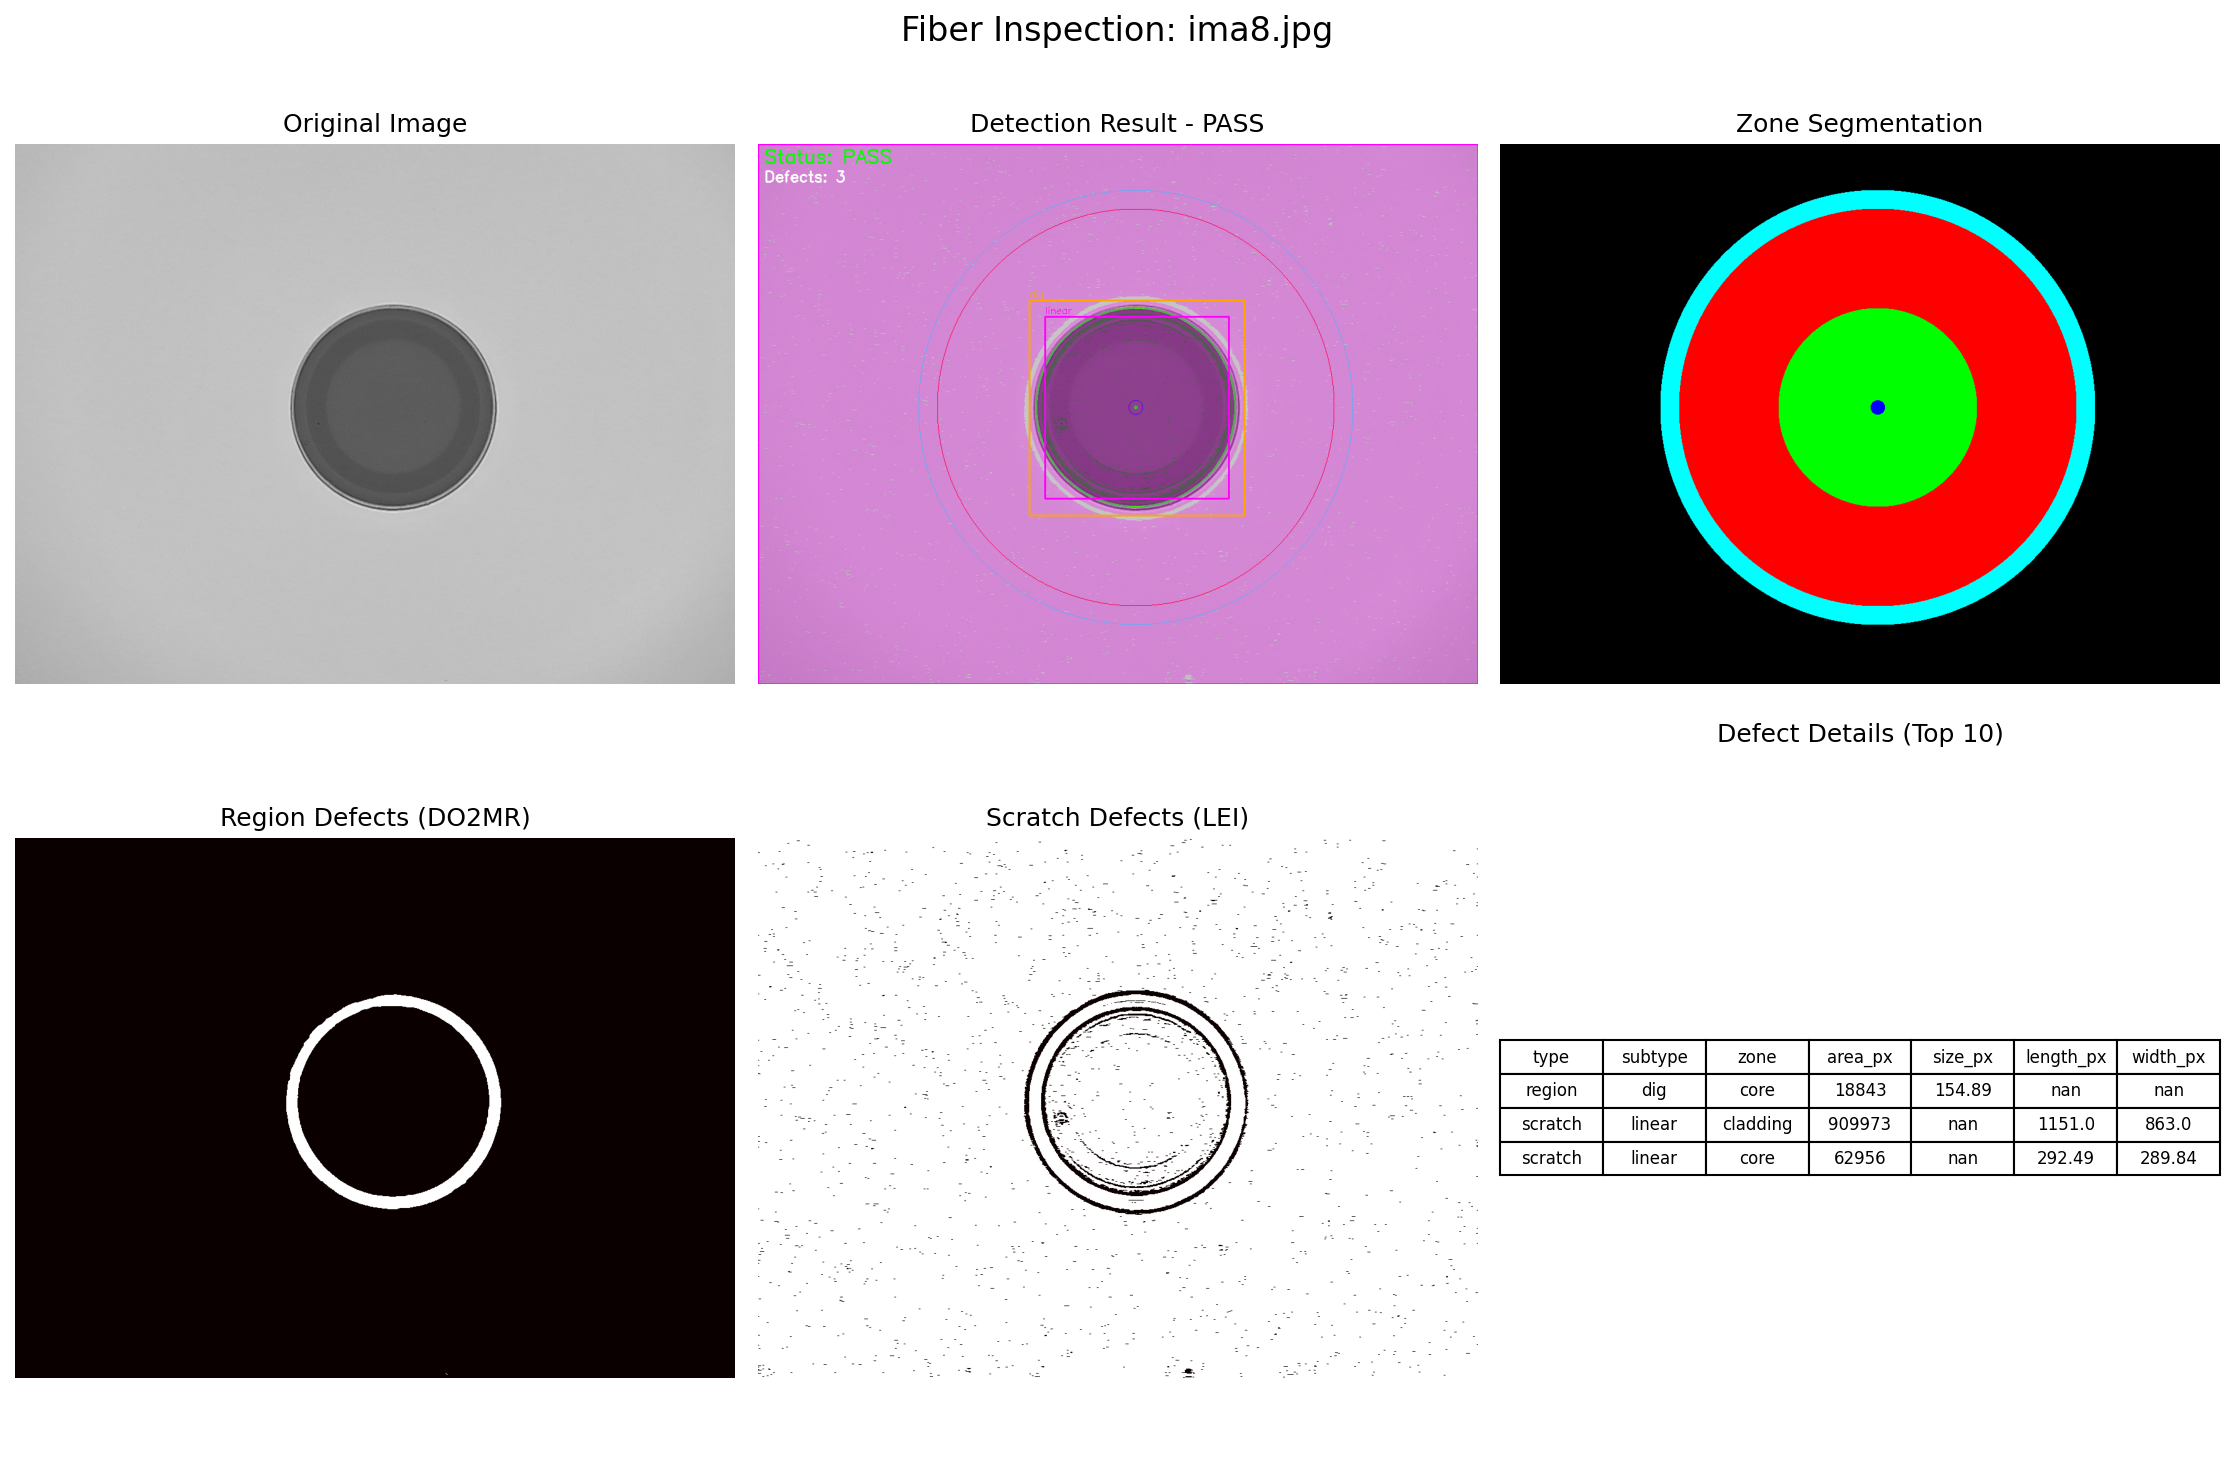 Fiber Inspection: ima8.jpg
Original Image
Detection Result - PASS
Zone Segmentation
Status: PASS
Defects: 3
linear
Defect Details (Top 10)
Region Defects (DO2MR)
Scratch Defects (LEI)
type subtype zone area_px size_px length_px width_px
region dig core 18843 154.89 nan nan
scratch linear cladding 909973 nan 1151.0 863.0
scratch linear core 62956 nan 292.49 289.84